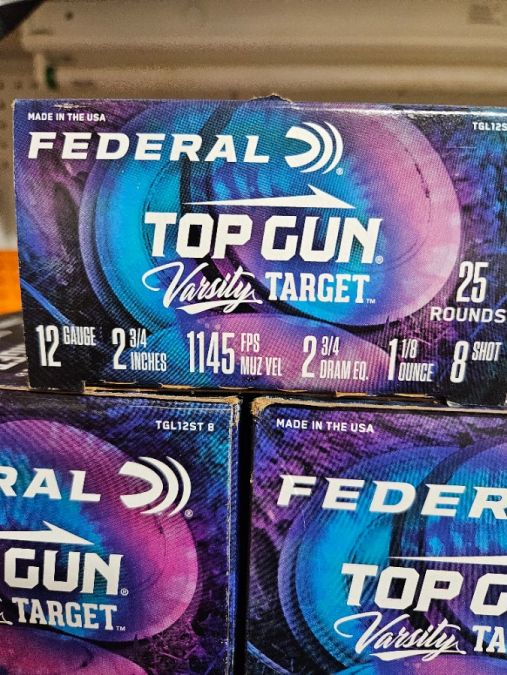 MADE IN THE USA
TGL12S
FEDERAL
®
TOP GUN®
Varsity TARGET™
25
ROUNDS
12 GAUGE 2 3/4 INCHES 1145 FPS MUZ VEL 2 3/4 DRAM EQ. 1 1/8 OUNCE 8 SHOT
TGL12ST 8
RAL
®
GUN®
TARGET™
MADE IN THE USA
FEDER
TOP G
Varsity TA